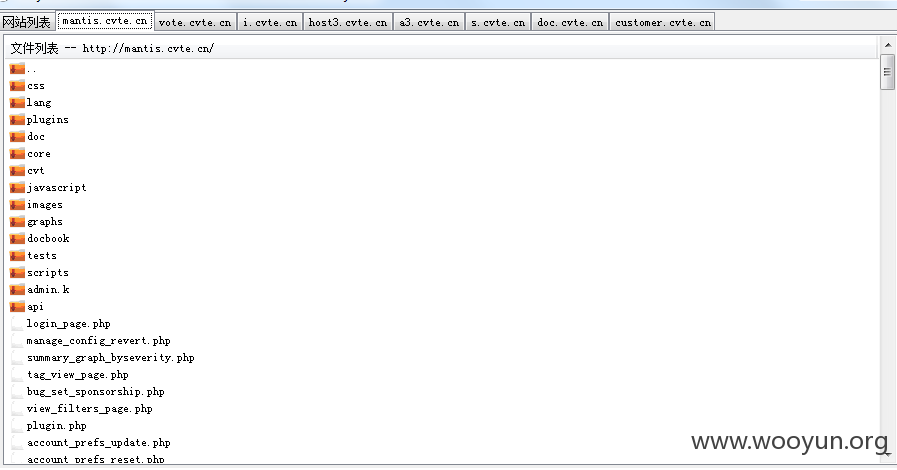 网站列表 mantis.cvte.cn vote.cvte.cn i.cvte.cn host3.cvte.cn a3.cvte.cn s.cvte.cn doc.cvte.cn customer.cvte.cn
文件列表 -- http://mantis.cvte.cn/
..
css
lang
plugins
doc
core
cvt
javascript
images
graphs
docbook
tests
scripts
admin.k
api
login_page.php
manage_config_revert.php
summary_graph_byseverity.php
tag_view_page.php
bug_set_sponsorship.php
view_filters_page.php
plugin.php
account_prefs_update.php
account_prefs_reset.php
www.wooyun.org